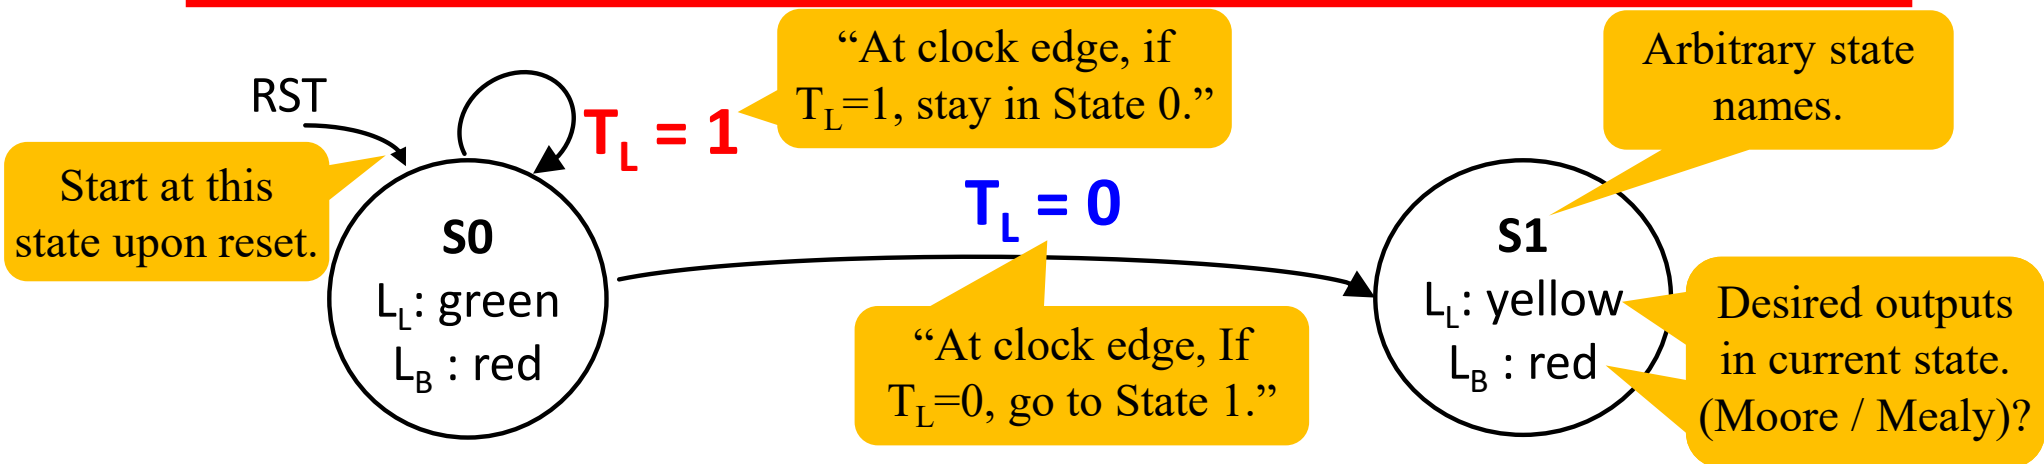 “At clock edge, if
T_L=1, stay in State 0.”
Arbitrary state
names.
RST
T_L = 1
Start at this
state upon reset.
T_L = 0
S0
L_L: green
L_B : red
S1
L_L: yellow
L_B : red
“At clock edge, If
T_L=0, go to State 1.”
Desired outputs
in current state.
(Moore / Mealy)?